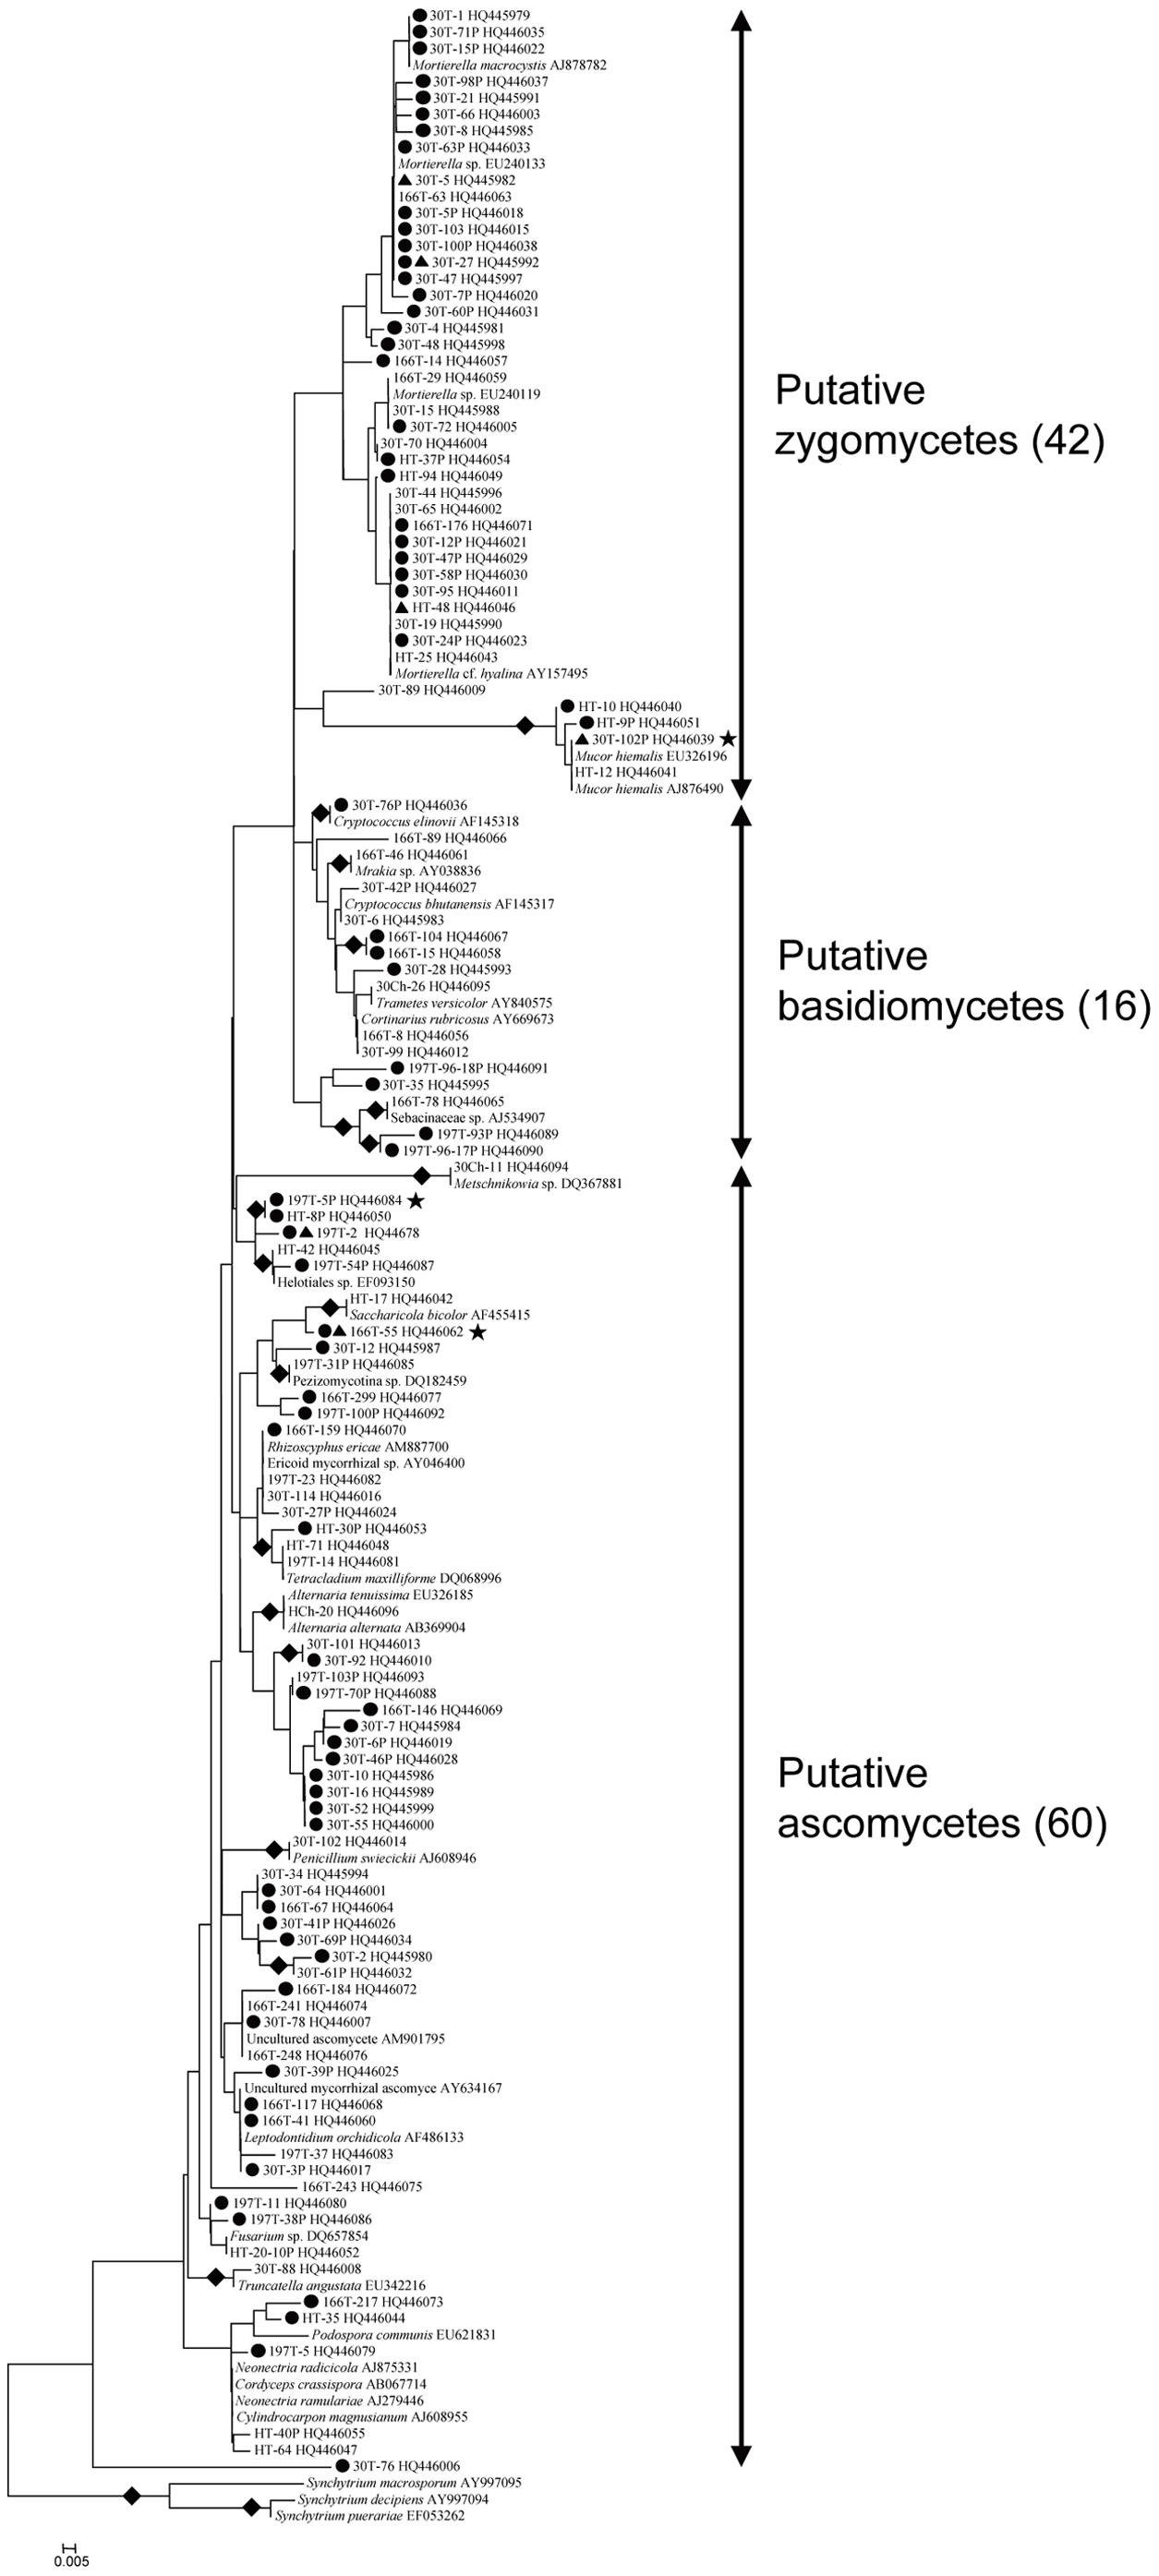 30T-1 HQ445979
30T-71P HQ446035
30T-15P HQ446022
Mortierella macrocystis AJ878782
30T-98P HQ446037
30T-21 HQ445991
30T-66 HQ446003
30T-8 HQ445985
30T-63P HQ446033
Mortierella sp. EU240133
30T-5 HQ445982
166T-63 HQ446063
30T-5P HQ446018
30T-103 HQ446015
30T-100P HQ446038
30T-27 HQ445992
30T-47 HQ445997
30T-7P HQ446020
30T-60P HQ446031
30T-4 HQ445981
30T-48 HQ445998
166T-14 HQ446057
166T-29 HQ446059
Mortierella sp. EU240119
30T-15 HQ445988
30T-72 HQ446005
30T-70 HQ446004
HT-37P HQ446054
HT-94 HQ446049
30T-44 HQ445996
30T-65 HQ446002
166T-176 HQ446071
30T-12P HQ446021
30T-47P HQ446029
30T-58P HQ446030
30T-95 HQ446011
HT-48 HQ446046
30T-19 HQ445990
30T-24P HQ446023
HT-25 HQ446043
Mortierella cf. hyalina AY157495
30T-89 HQ446009
HT-10 HQ446040
HT-9P HQ446051
30T-102P HQ446039
Mucor hiemalis EU326196
HT-12 HQ446041
Mucor hiemalis AJ876490
Putative
zygomycetes (42)
30T-76P HQ446036
Cryptococcus elinovii AF145318
166T-89 HQ446066
166T-46 HQ446061
Mrakia sp. AY038836
30T-42P HQ446027
Cryptococcus bhutanensis AF145317
30T-6 HQ445983
166T-104 HQ446067
166T-15 HQ446058
30T-28 HQ445993
30Ch-26 HQ446095
Trametes versicolor AY840575
Cortinarius rubricosus AY669673
166T-8 HQ446056
30T-99 HQ446012
197T-96-18P HQ446091
30T-35 HQ445995
166T-78 HQ446065
Sebacinaceae sp. AJ534907
197T-93P HQ446089
197T-96-17P HQ446090
Putative
basidiomycetes (16)
30Ch-11 HQ446094
Metschnikowia sp. DQ367881
197T-5P HQ446084
HT-8P HQ446050
197T-2 HQ44678
HT-42 HQ446045
197T-54P HQ446087
Helotiales sp. EF093150
HT-17 HQ446042
Saccharicola bicolor AF455415
166T-55 HQ446062
30T-12 HQ445987
197T-31P HQ446085
Pezizomycotina sp. DQ182459
166T-299 HQ446077
197T-100P HQ446092
166T-159 HQ446070
Rhizoscyphus ericae AM887700
Ericoid mycorrhizal sp. AY046400
197T-23 HQ446082
30T-114 HQ446016
30T-27P HQ446024
HT-30P HQ446053
HT-71 HQ446048
197T-14 HQ446081
Tetracladium maxilliforme DQ068996
Alternaria tenuissima EU326185
HCh-20 HQ446096
Alternaria alternata AB369904
30T-101 HQ446013
30T-92 HQ446010
197T-103P HQ446093
197T-70P HQ446088
166T-146 HQ446069
30T-7 HQ445984
30T-6P HQ446019
30T-46P HQ446028
30T-10 HQ445986
30T-16 HQ445989
30T-52 HQ445999
30T-55 HQ446000
30T-102 HQ446014
Penicillium swiecickii AJ608946
30T-34 HQ445994
30T-64 HQ446001
166T-67 HQ446064
30T-41P HQ446026
30T-69P HQ446034
30T-2 HQ445980
30T-61P HQ446032
166T-184 HQ446072
166T-241 HQ446074
30T-78 HQ446007
Uncultured ascomycete AM901795
166T-248 HQ446076
30T-39P HQ446025
Uncultured mycorrhizal ascomyce AY634167
166T-117 HQ446068
166T-41 HQ446060
Leptodontidium orchidicola AF486133
197T-37 HQ446083
30T-3P HQ446017
166T-243 HQ446075
197T-11 HQ446080
197T-38P HQ446086
Fusarium sp. DQ657854
HT-20-10P HQ446052
30T-88 HQ446008
Truncatella angustata EU342216
166T-217 HQ446073
HT-35 HQ446044
Podospora communis EU621831
197T-5 HQ446079
Neonectria radicicola AJ875331
Cordyceps crassispora AB067714
Neonectria ramulariae AJ279446
Cylindrocarpon magnusianum AJ608955
HT-40P HQ446055
HT-64 HQ446047
30T-76 HQ446006
Putative
ascomycetes (60)
Synchytrium macrosporum AY997095
Synchytrium decipiens AY997094
Synchytrium puerariae EF053262
0.005